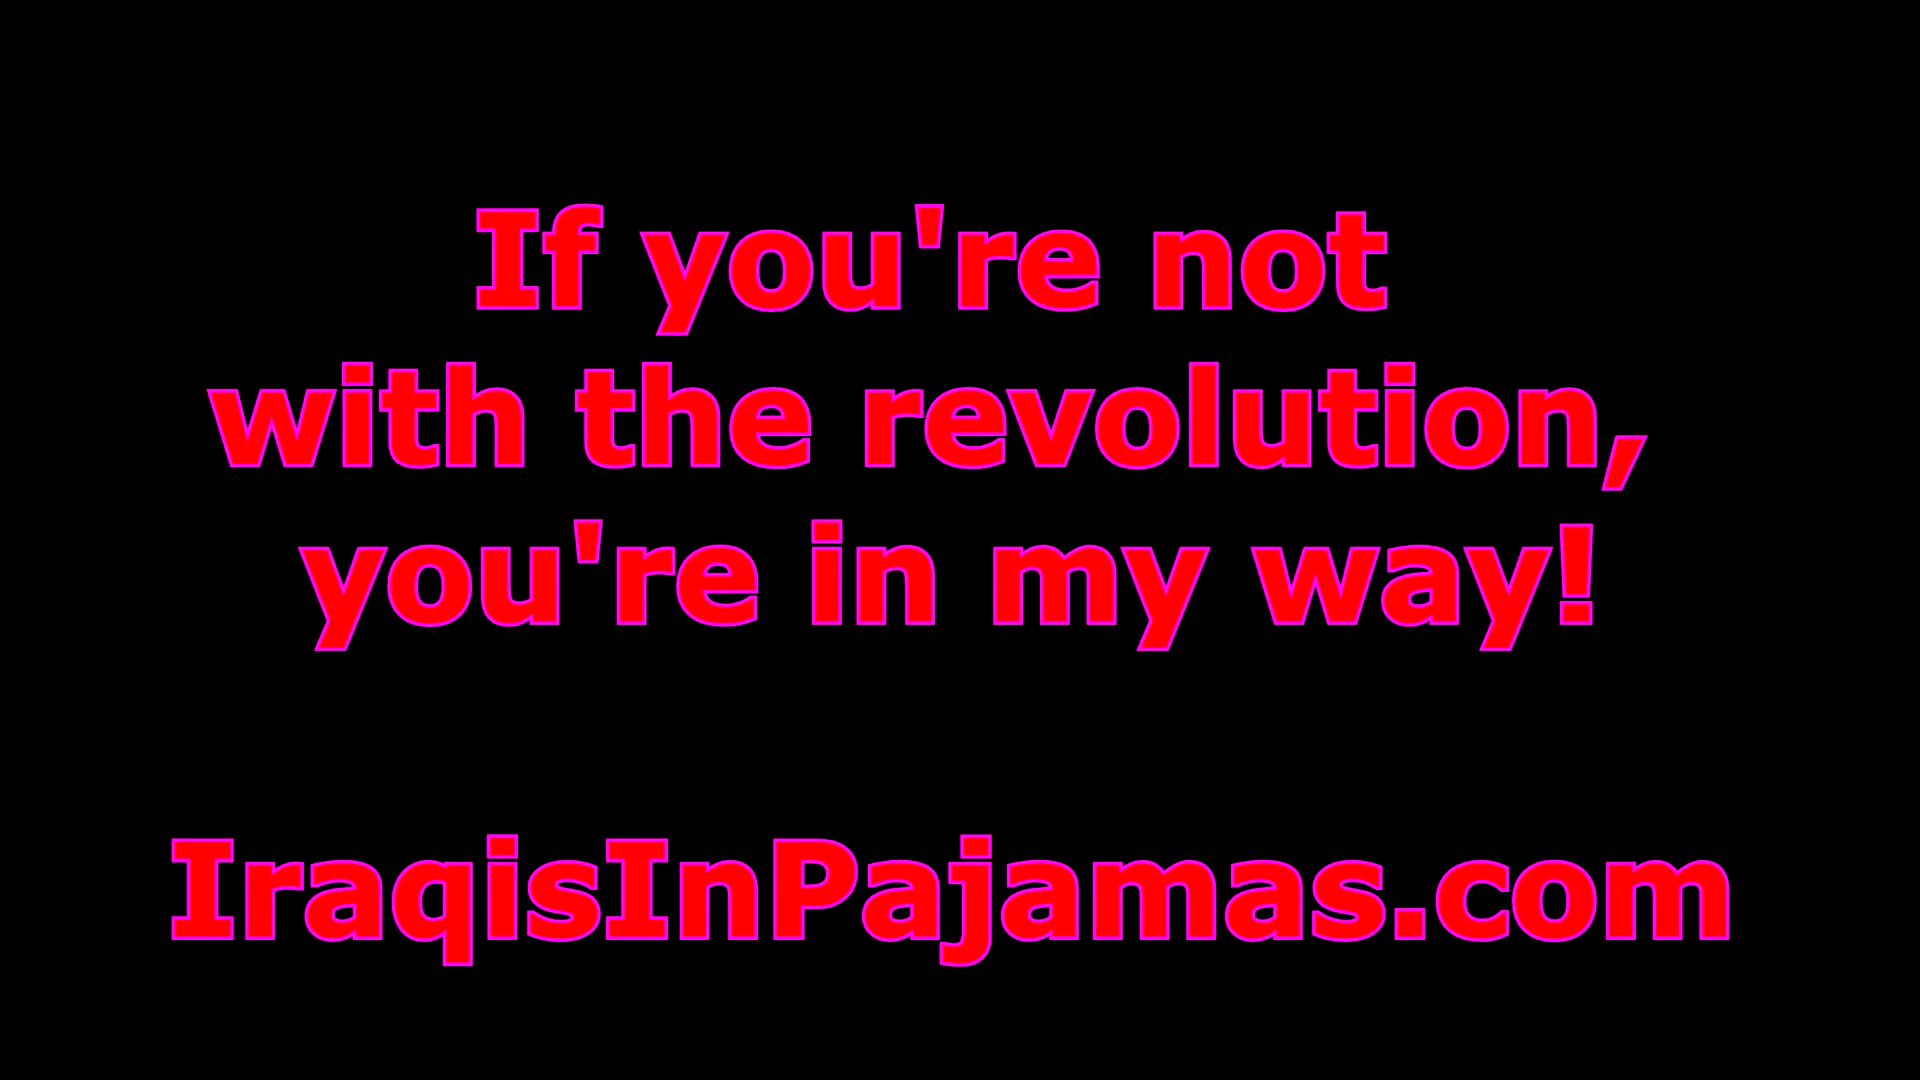 If you're not
with the revolution,
you're in my way!
IraqisInPajamas.com